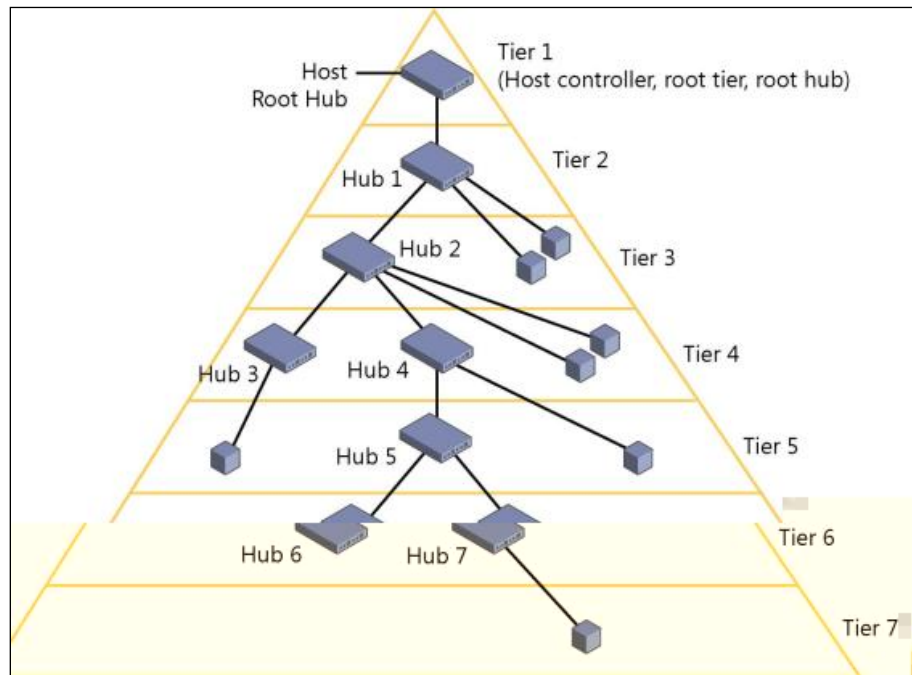 Tier 1
(Host controller, root tier, root hub)
Host
Root Hub
Tier 2
Hub 1
Hub 2
Tier 3
Hub 3
Hub 4
Tier 4
Hub 5
Tier 5
Hub 6
Hub 7
Tier 6
Tier 7